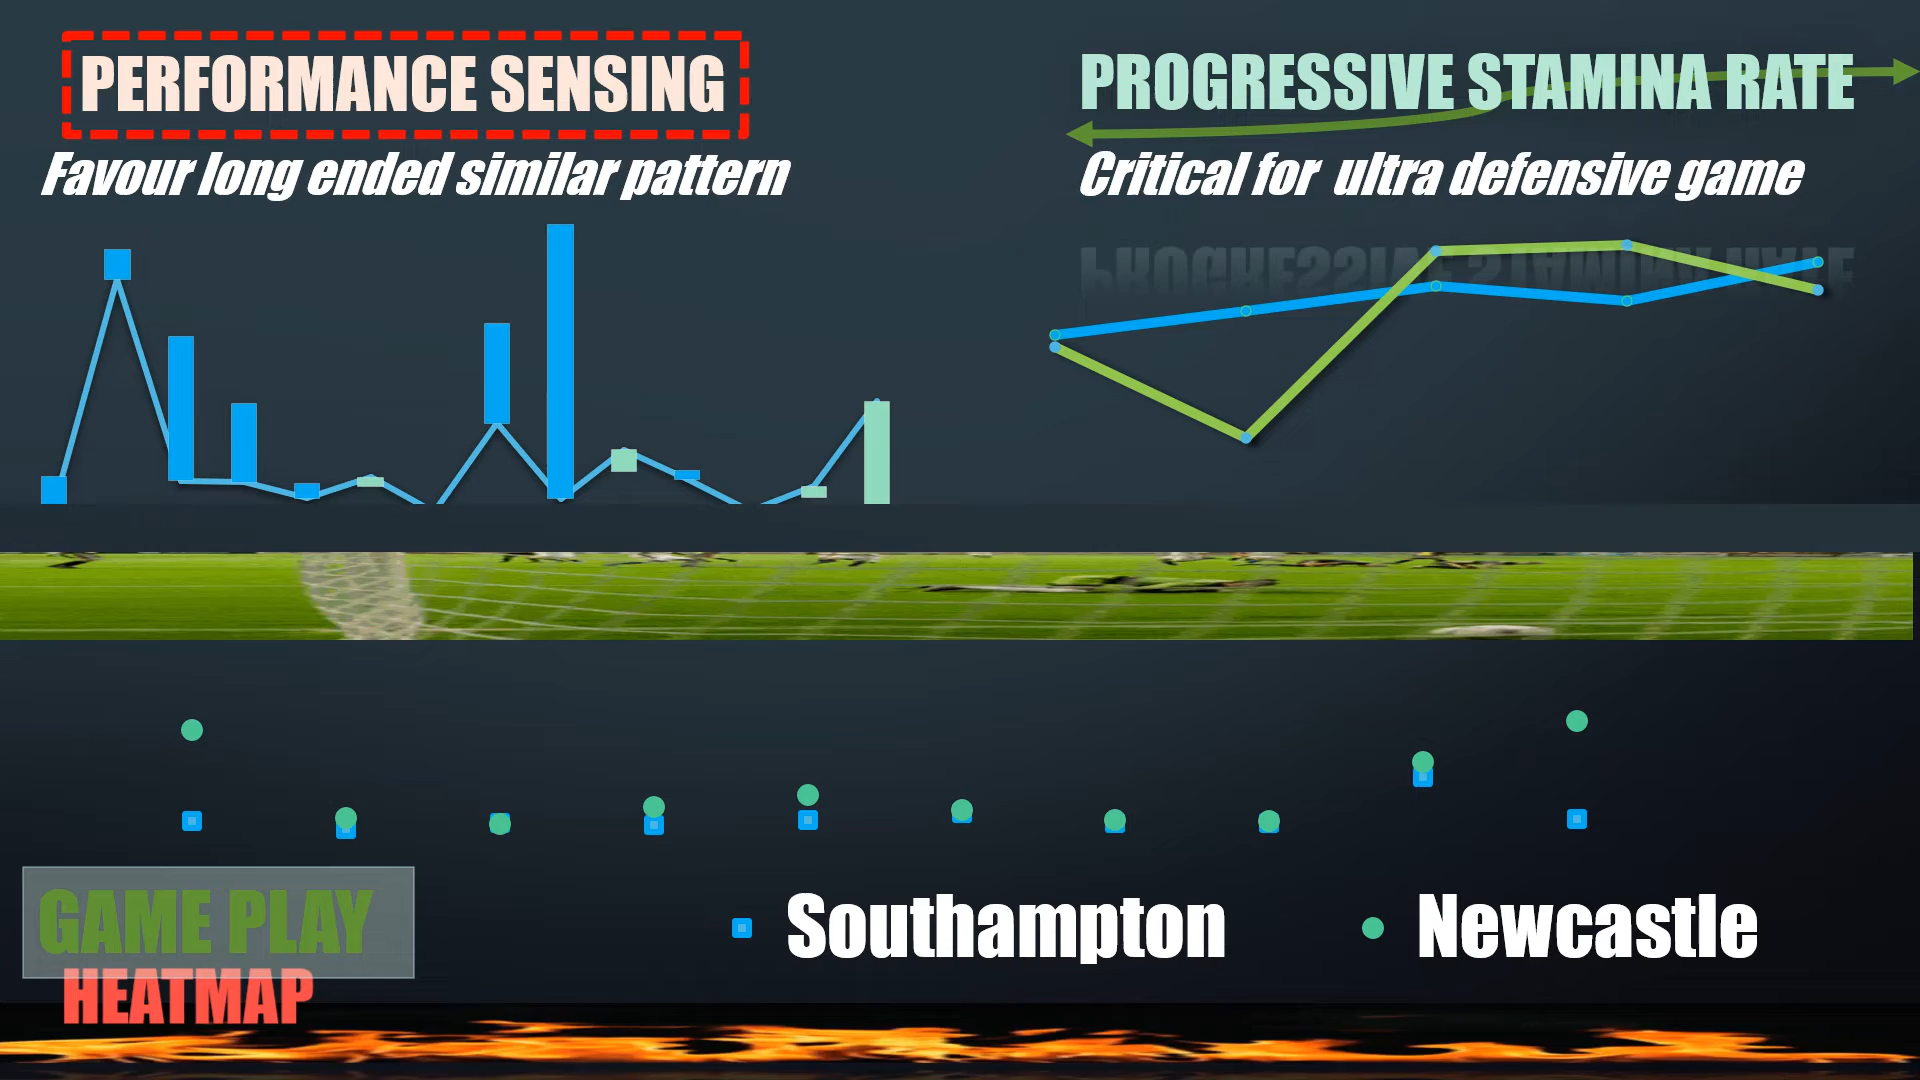 PERFORMANCE SENSING
Favour long ended similar pattern
PROGRESSIVE STAMINA RATE
Critical for ultra defensive game
GAME PLAY
HEATMAP
Southampton
Newcastle